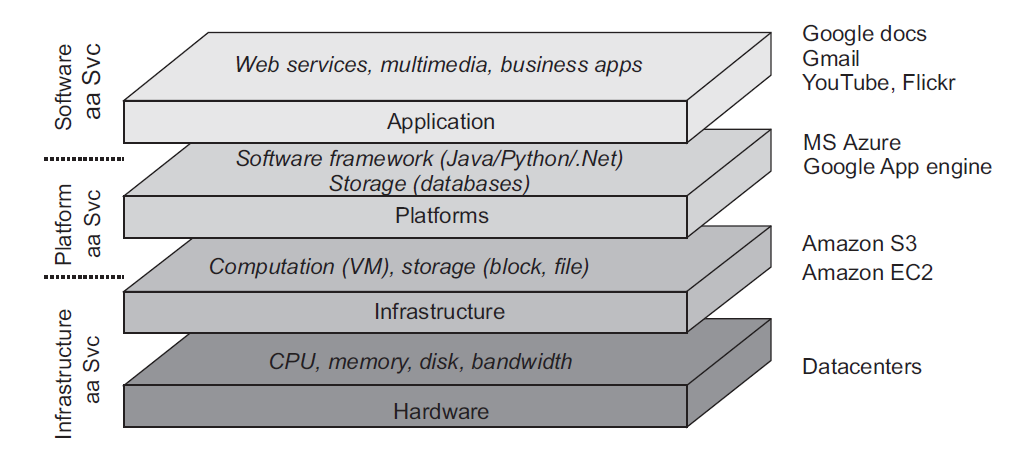 Software
aa Svc
Web services, multimedia, business apps
Application
Google docs
Gmail
YouTube, Flickr
Platform
aa Svc
Software framework (Java/Python/.Net)
Storage (databases)
Platforms
MS Azure
Google App engine
Infrastructure
aa Svc
Computation (VM), storage (block, file)
Infrastructure
Amazon S3
Amazon EC2
CPU, memory, disk, bandwidth
Hardware
Datacenters